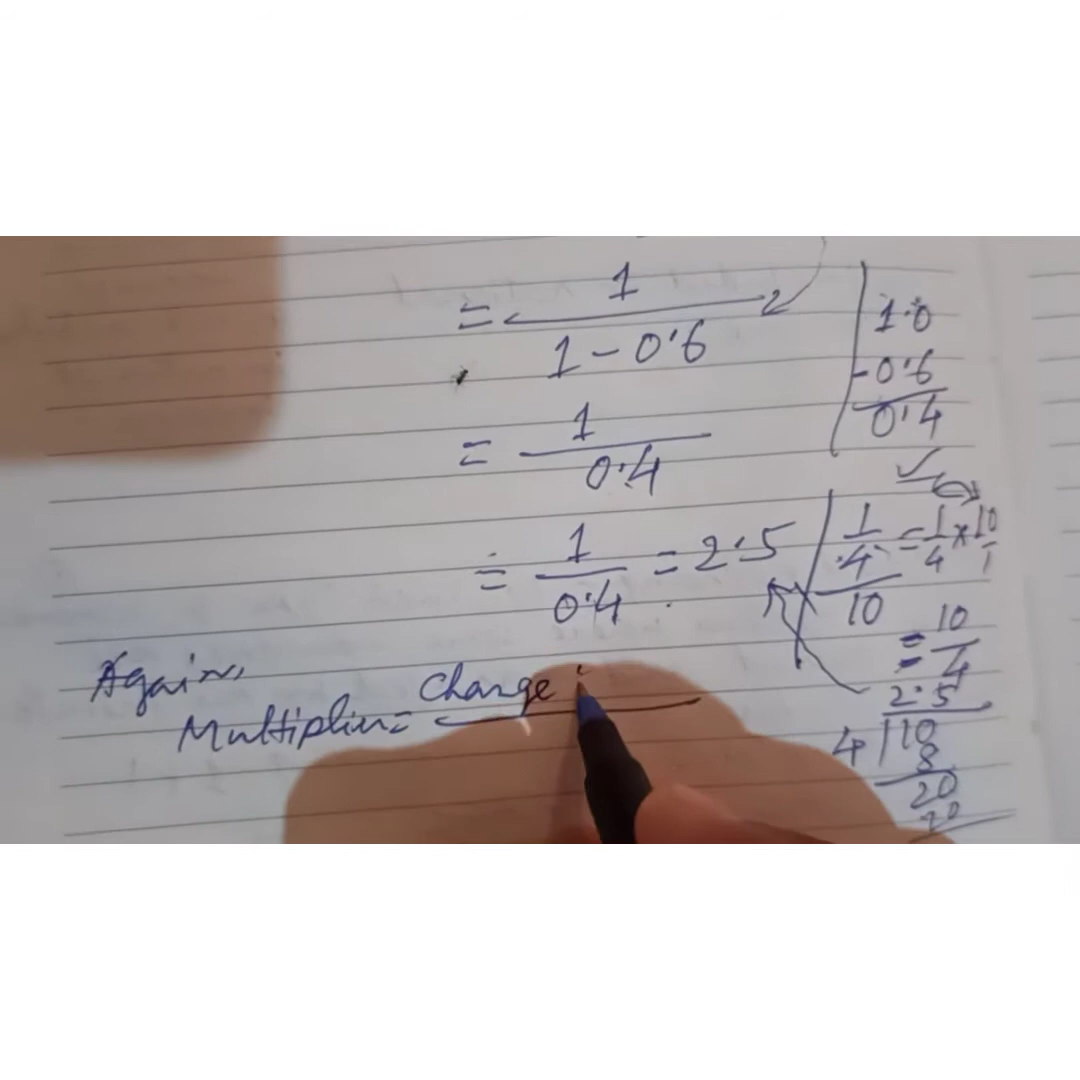 = 1 / 1 - 0.6
= 1 / 0.4
= 1 / 0.4 = 2.5
Again,
Multiplier = Change
1.0
-0.6
0.4
1 / 4 / 10 = 1/4 × 10/1
= 10/4
2.5
4 10
8
20
20